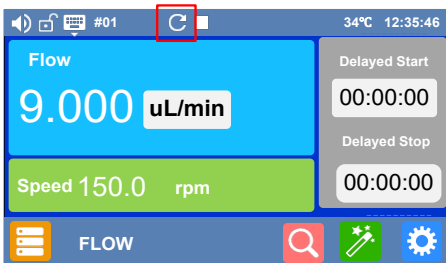 #01 34℃ 12:35:46
Flow
9.000 uL/min
Speed 150.0 rpm
Delayed Start
00:00:00
Delayed Stop
00:00:00
FLOW